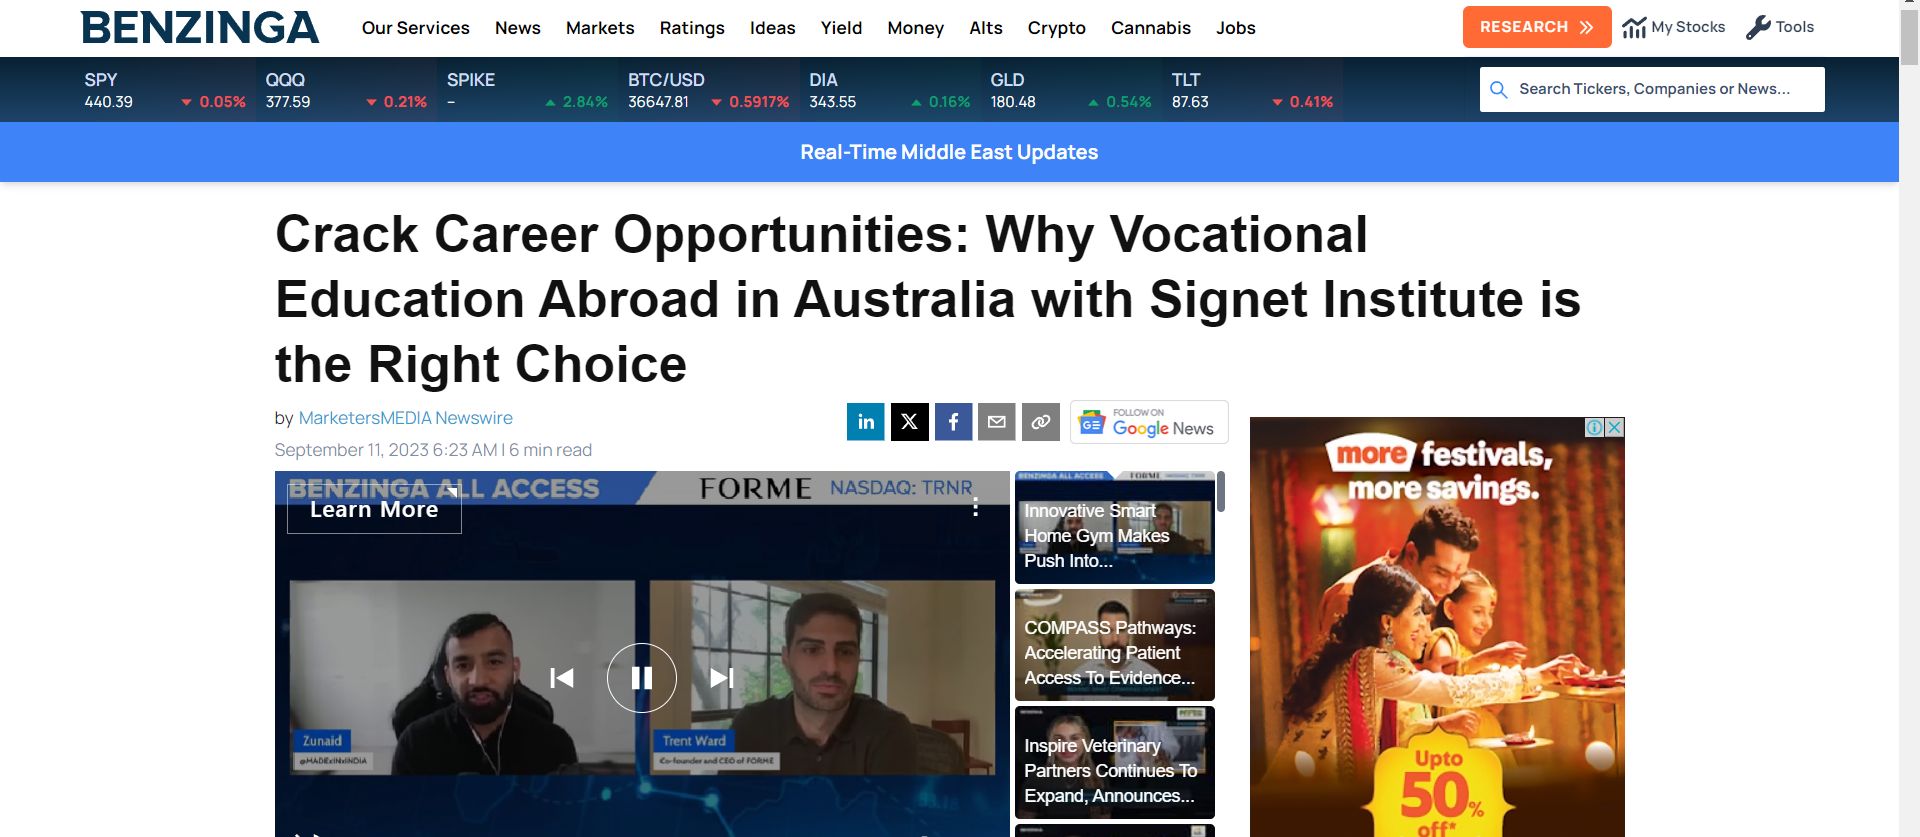 BENZINGA
Our Services News Markets Ratings Ideas Yield Money Alts Crypto Cannabis Jobs
RESEARCH My Stocks Tools
SPY QQQ SPIKE BTC/USD DIA GLD TLT
440.39 0.05% 377.59 0.21% – 2.84% 36647.81 0.5917% 343.55 0.16% 180.48 0.54% 87.63 0.41%
Search Tickers, Companies or News...
Real-Time Middle East Updates
Crack Career Opportunities: Why Vocational
Education Abroad in Australia with Signet Institute is
the Right Choice
by MarketersMEDIA Newswire
September 11, 2023 6:23 AM | 6 min read
in X f
FOLLOW ON
GE Google News
BENZINGA ALL ACCESS FORME NASDAQ: TRNR
Learn More
Zunaid
@MADExINxINDIA
Trent Ward
Co-founder and CEO of FORME
BENZINGA ALL ACCESS FORME
Innovative Smart
Home Gym Makes
Push Into...
COMPASS Pathways:
Accelerating Patient
Access To Evidence...
Inspire Veterinary
Partners Continues To
Expand, Announces...
more festivals,
more savings.
Upto
50%
off*